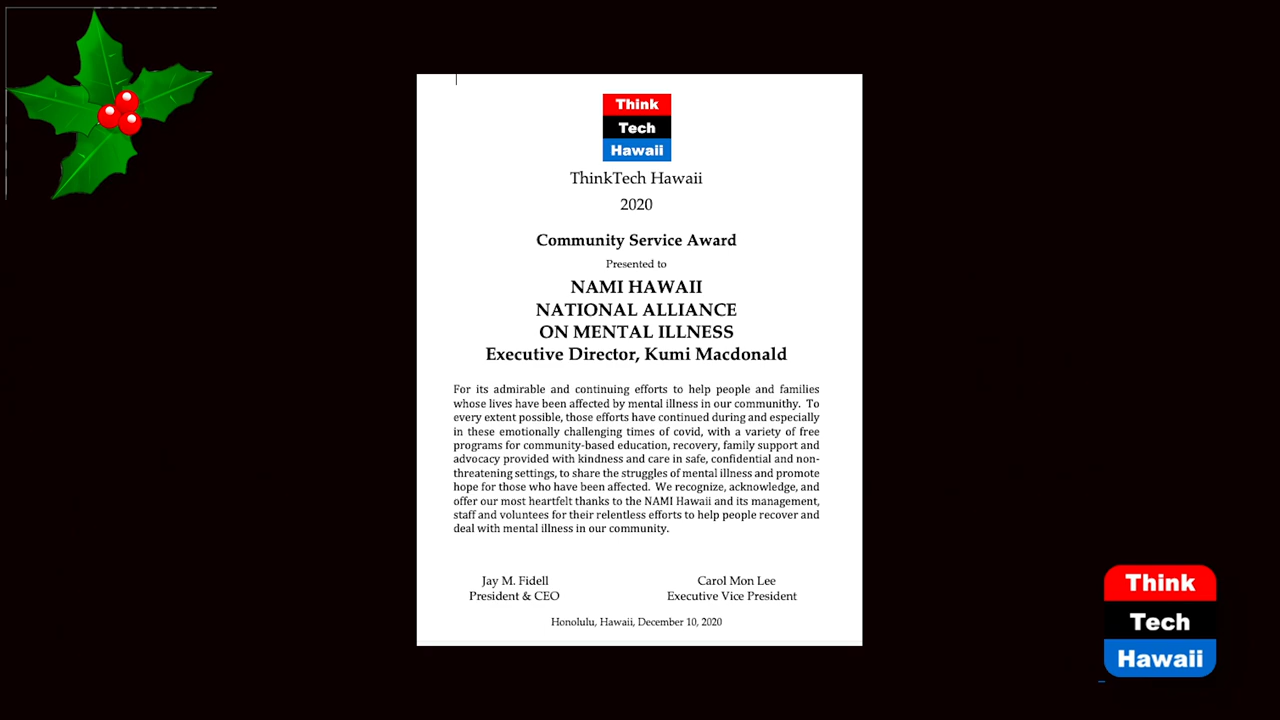 Think
Tech
Hawaii
ThinkTech Hawaii
2020
Community Service Award
Presented to
NAMI HAWAII
NATIONAL ALLIANCE
ON MENTAL ILLNESS
Executive Director, Kumi Macdonald
For its admirable and continuing efforts to help people and families
whose lives have been affected by mental illness in our communithy. To
every extent possible, those efforts have continued during and especially
in these emotionally challenging times of covid, with a variety of free
programs for community-based education, recovery, family support and
advocacy provided with kindness and care in safe, confidential and non-
threatening settings, to share the struggles of mental illness and promote
hope for those who have been affected. We recognize, acknowledge, and
offer our most heartfelt thanks to the NAMI Hawaii and its management,
staff and voluntees for their relentless efforts to help people recover and
deal with mental illness in our community.
Jay M. Fidell
President & CEO
Carol Mon Lee
Executive Vice President
Honolulu, Hawaii, December 10, 2020
Think
Tech
Hawaii